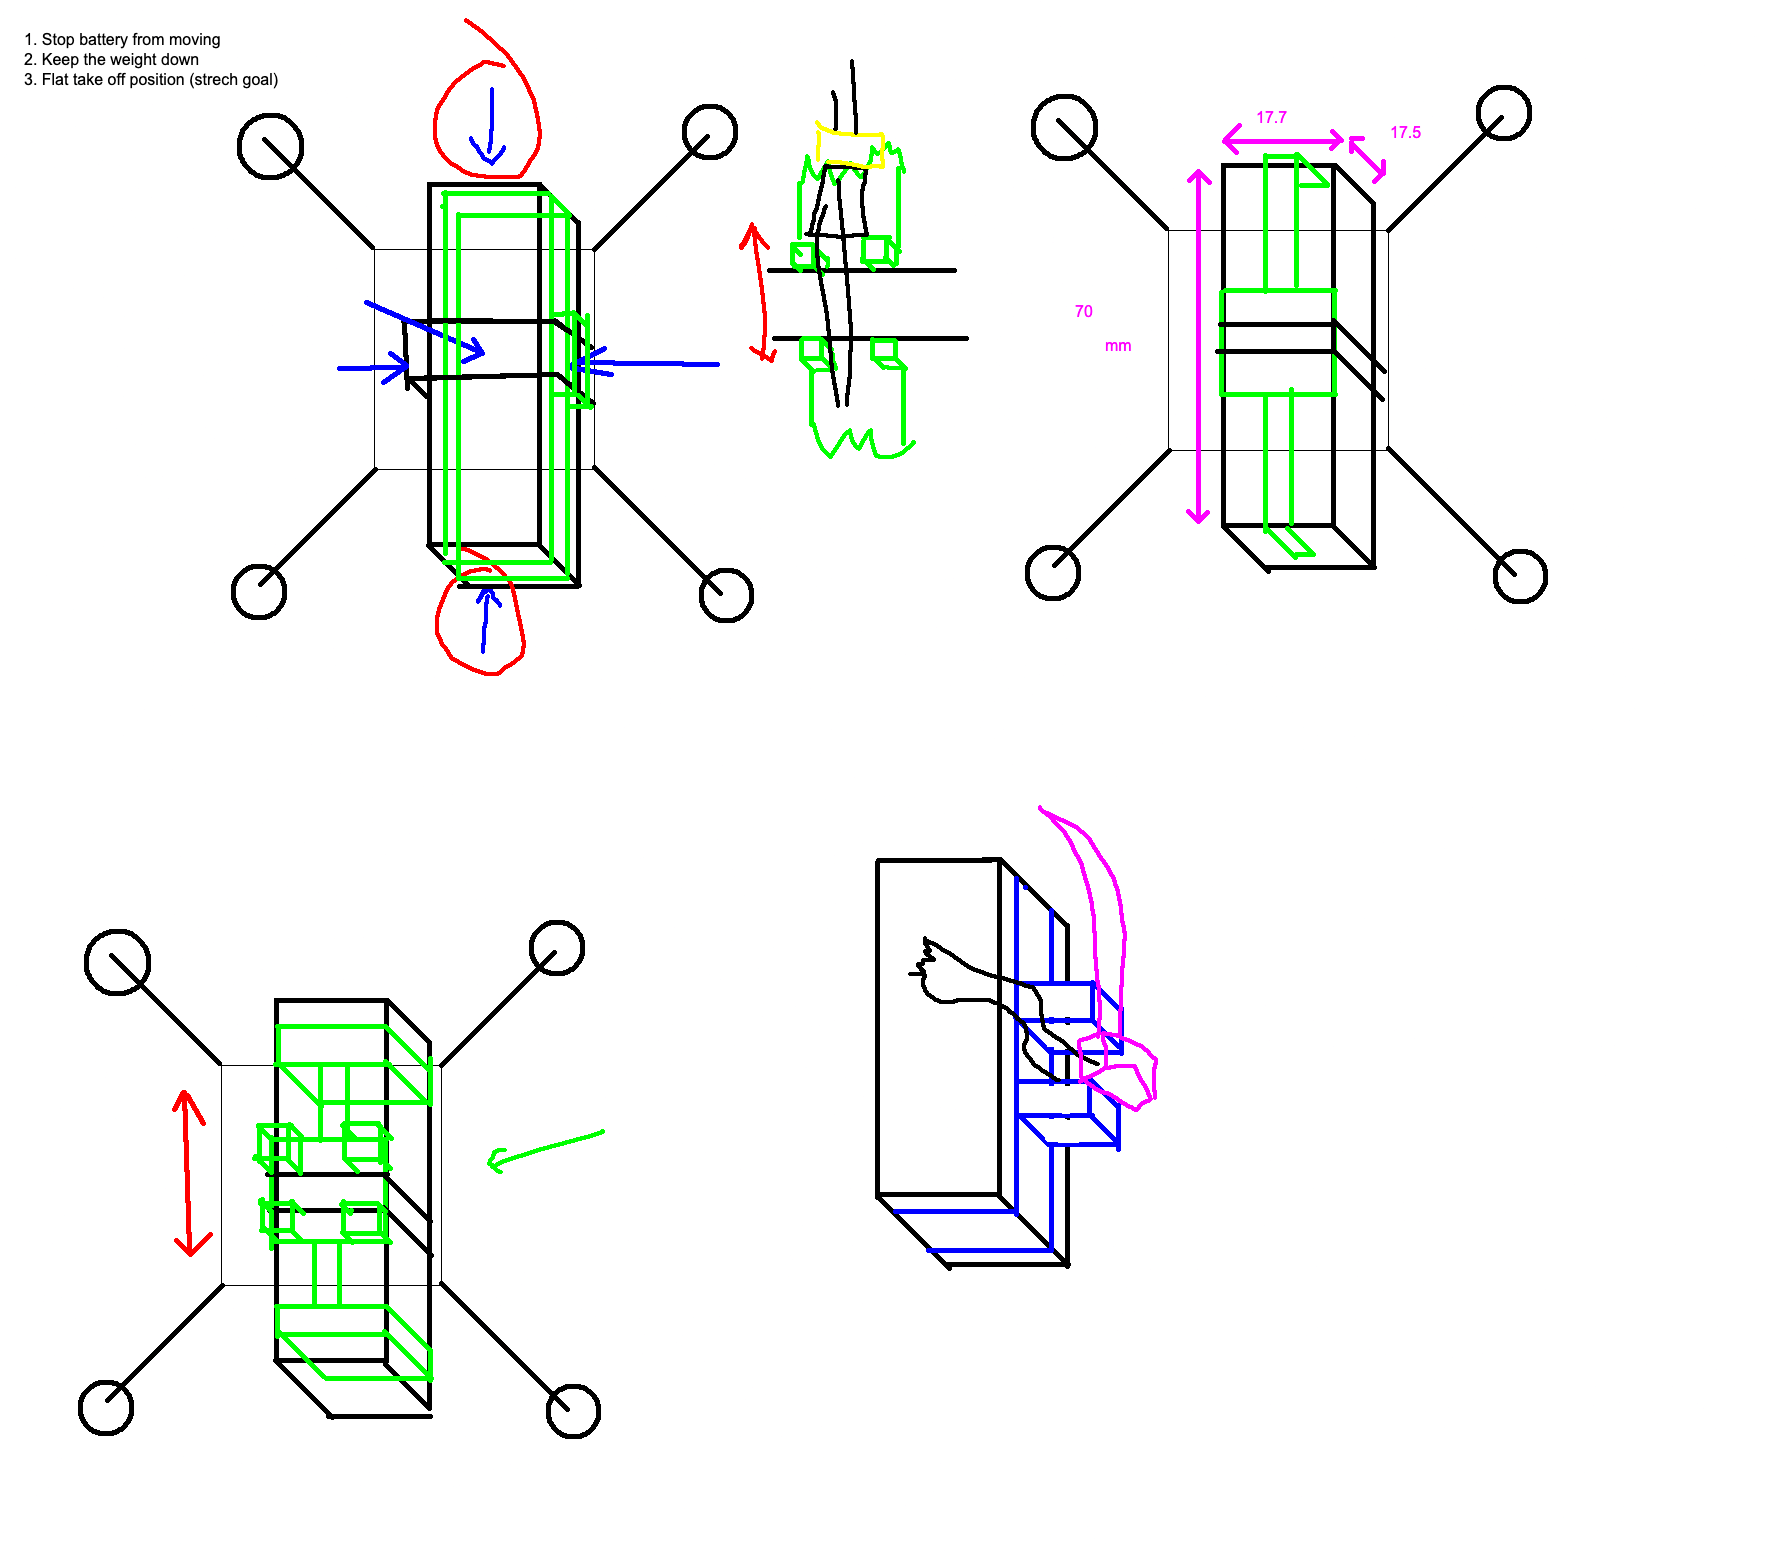 1. Stop battery from moving
2. Keep the weight down
3. Flat take off position (strech goal)
17.7
17.5
70
mm